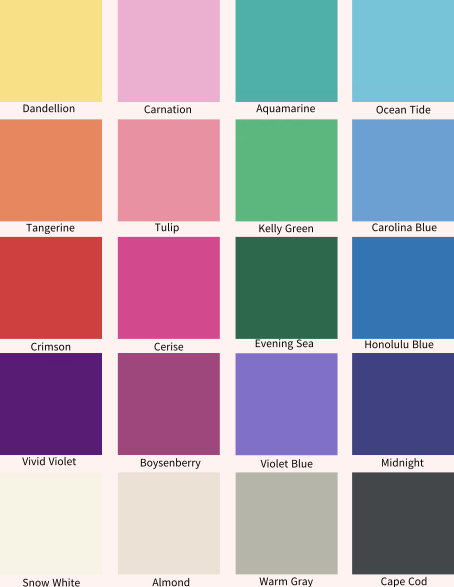 Dandellion
Carnation
Aquamarine
Ocean Tide
Tangerine
Tulip
Kelly Green
Carolina Blue
Crimson
Cerise
Evening Sea
Honolulu Blue
Vivid Violet
Boysenberry
Violet Blue
Midnight
Snow White
Almond
Warm Gray
Cape Cod